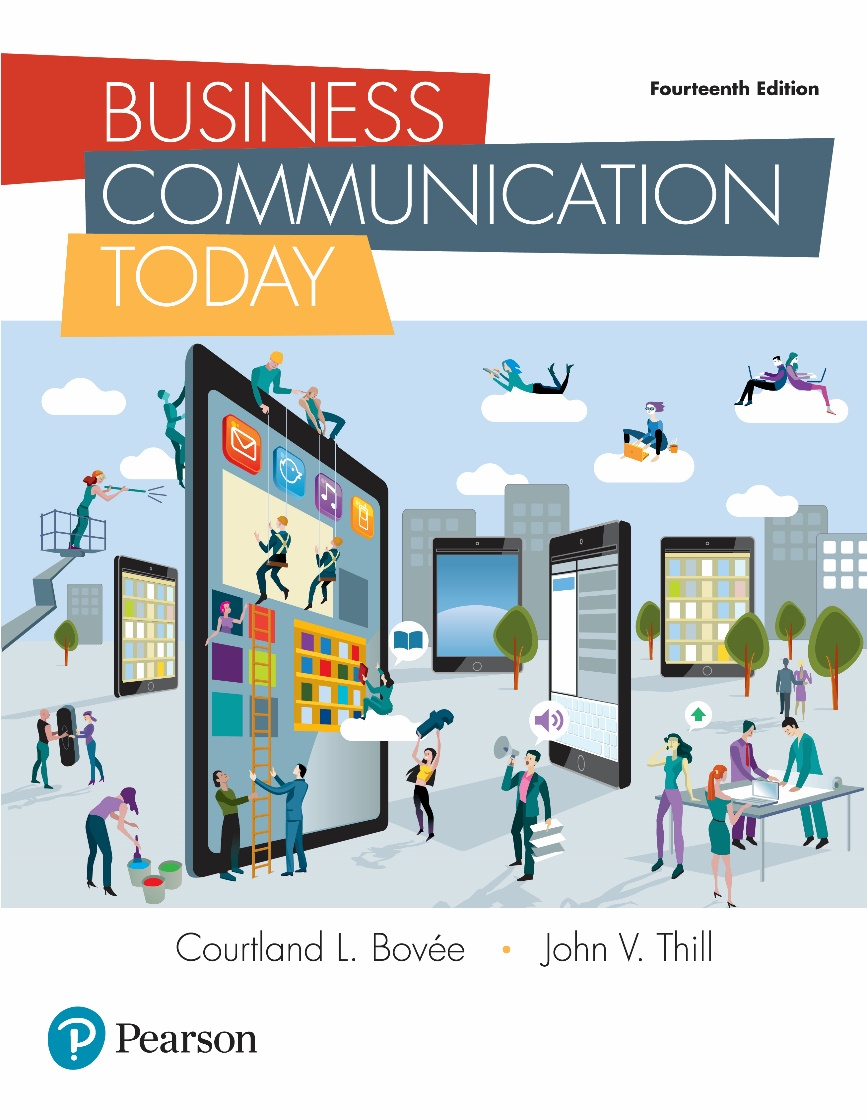 BUSINESS
Fourteenth Edition
COMMUNICATION
TODAY
Courtland L. Bovée • John V. Thill
Pearson